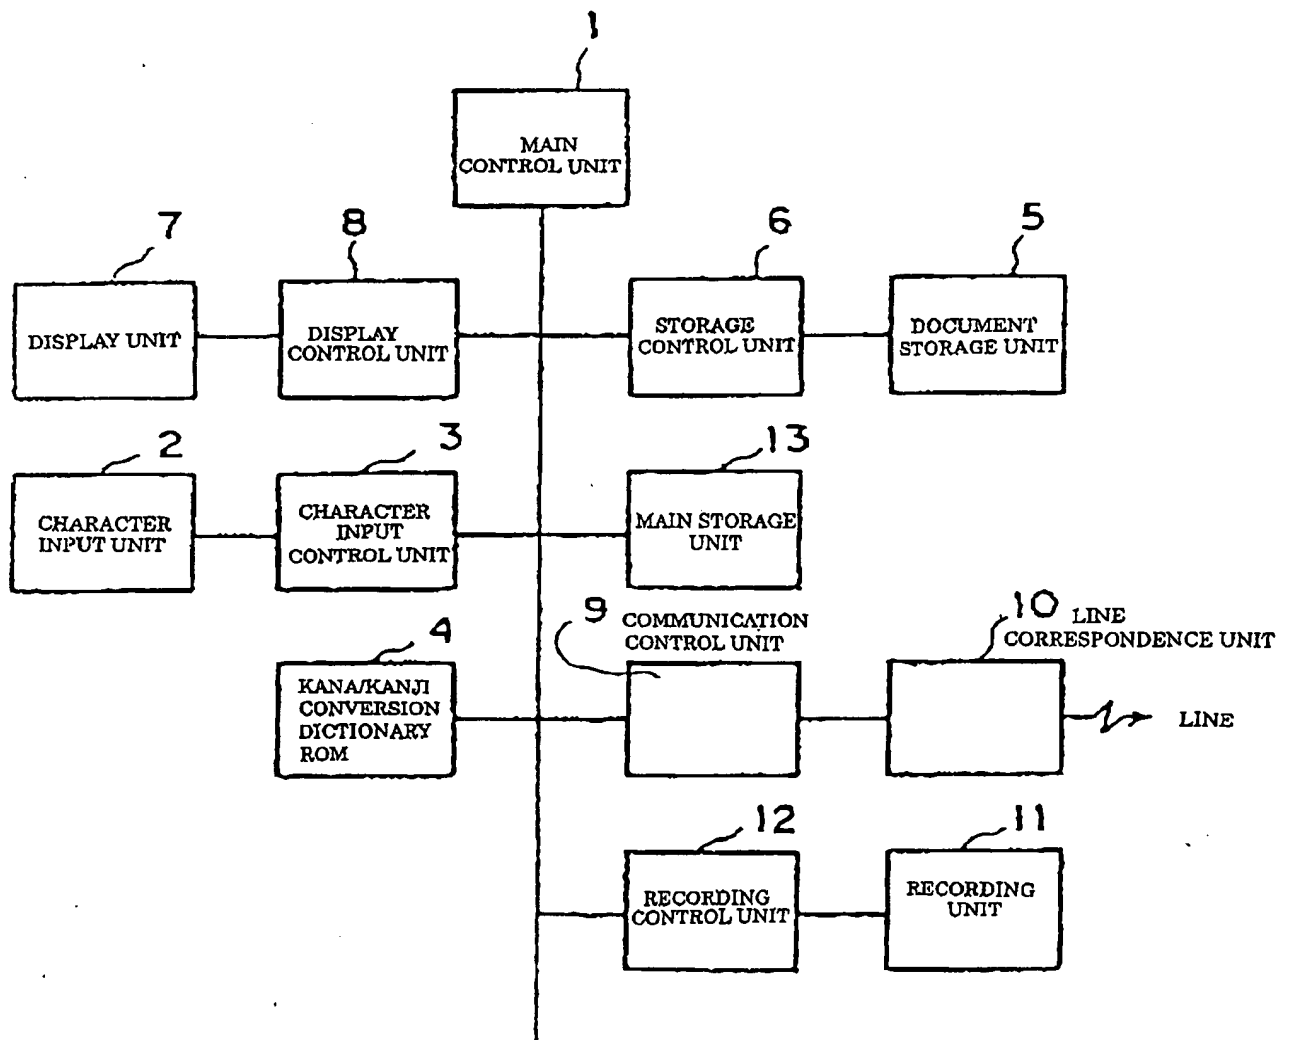 1
MAIN
CONTROL UNIT
7
8
6
5
DISPLAY UNIT
DISPLAY
CONTROL UNIT
STORAGE
CONTROL UNIT
DOCUMENT
STORAGE UNIT
2
3
13
CHARACTER
INPUT UNIT
CHARACTER
INPUT
CONTROL UNIT
MAIN STORAGE
UNIT
4
9
COMMUNICATION
CONTROL UNIT
10
LINE
CORRESPONDENCE UNIT
KANA/KANJI
CONVERSION
DICTIONARY
ROM
LINE
12
11
RECORDING
CONTROL UNIT
RECORDING
UNIT